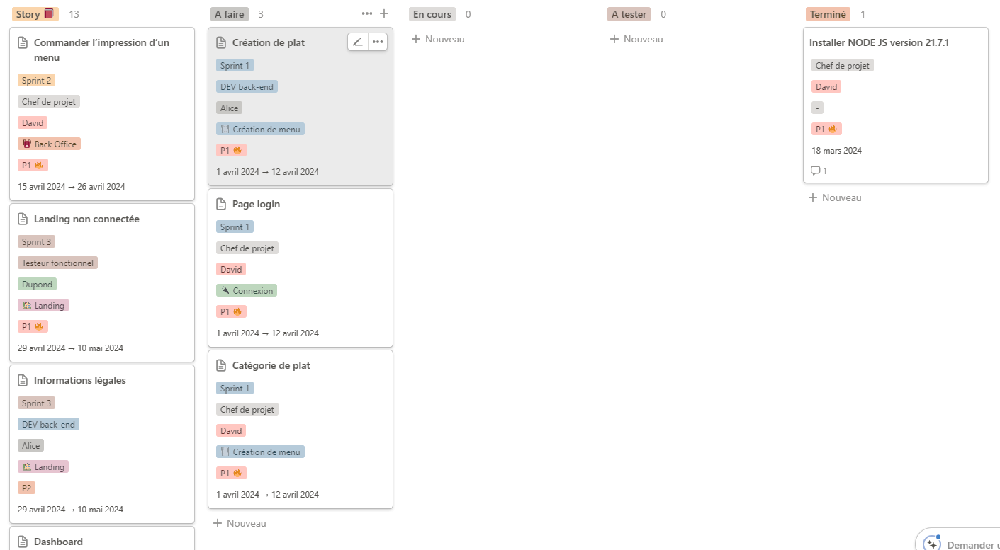 Story 13
Commander l’impression d’un
menu
Sprint 2
Chef de projet
David
Back Office
P1
15 avril 2024 → 26 avril 2024
Landing non connectée
Sprint 3
Testeur fonctionnel
Dupond
Landing
P1
29 avril 2024 → 10 mai 2024
Informations légales
Sprint 3
DEV back-end
Alice
Landing
P2
29 avril 2024 → 10 mai 2024
Dashboard
A faire 3
Création de plat
Sprint 1
DEV back-end
Alice
Création de menu
P1
1 avril 2024 → 12 avril 2024
Page login
Sprint 1
Chef de projet
David
Connexion
P1
1 avril 2024 → 12 avril 2024
Catégorie de plat
Sprint 1
Chef de projet
David
Création de menu
P1
1 avril 2024 → 12 avril 2024
+ Nouveau
En cours 0
+ Nouveau
A tester 0
+ Nouveau
Terminé 1
Installer NODE JS version 21.7.1
Chef de projet
David
-
P1
18 mars 2024
1
+ Nouveau
Demander